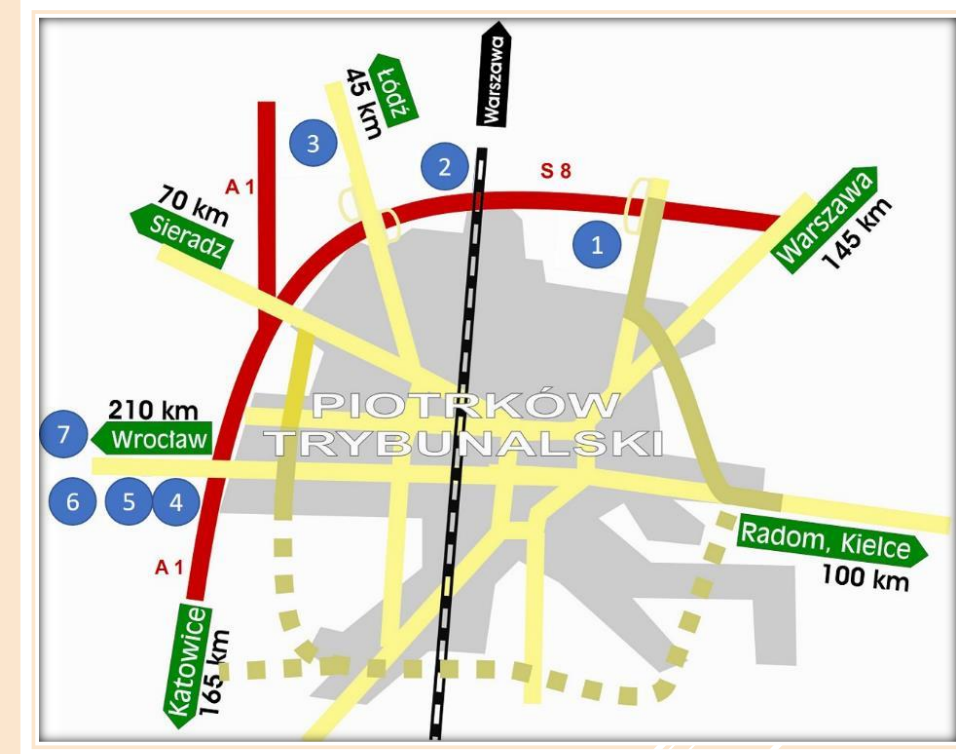 Warszawa
Łódź
45 km
3
2
S 8
A 1
70 km
Sieradz
1
Warszawa
145 km
PIOTRKÓW
TRYBUNALSKI
210 km
7
Wrocław
6
5
4
A 1
Radom, Kielce
100 km
Katowice
165 km